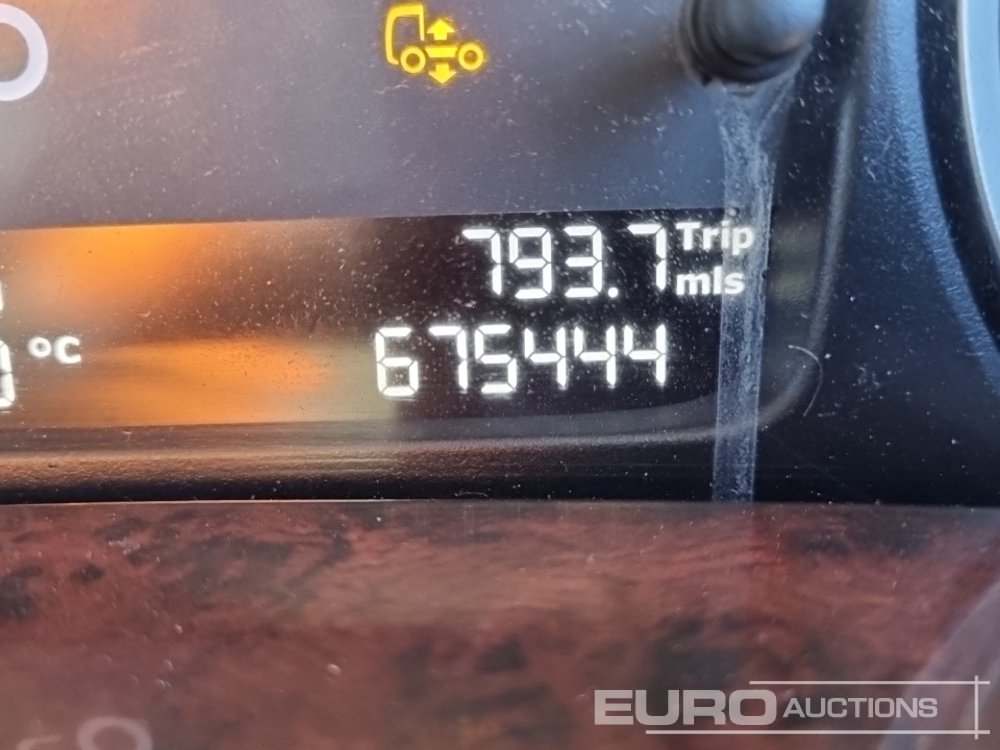 793.7 Trip mls
°C
675444
EURO AUCTIONS